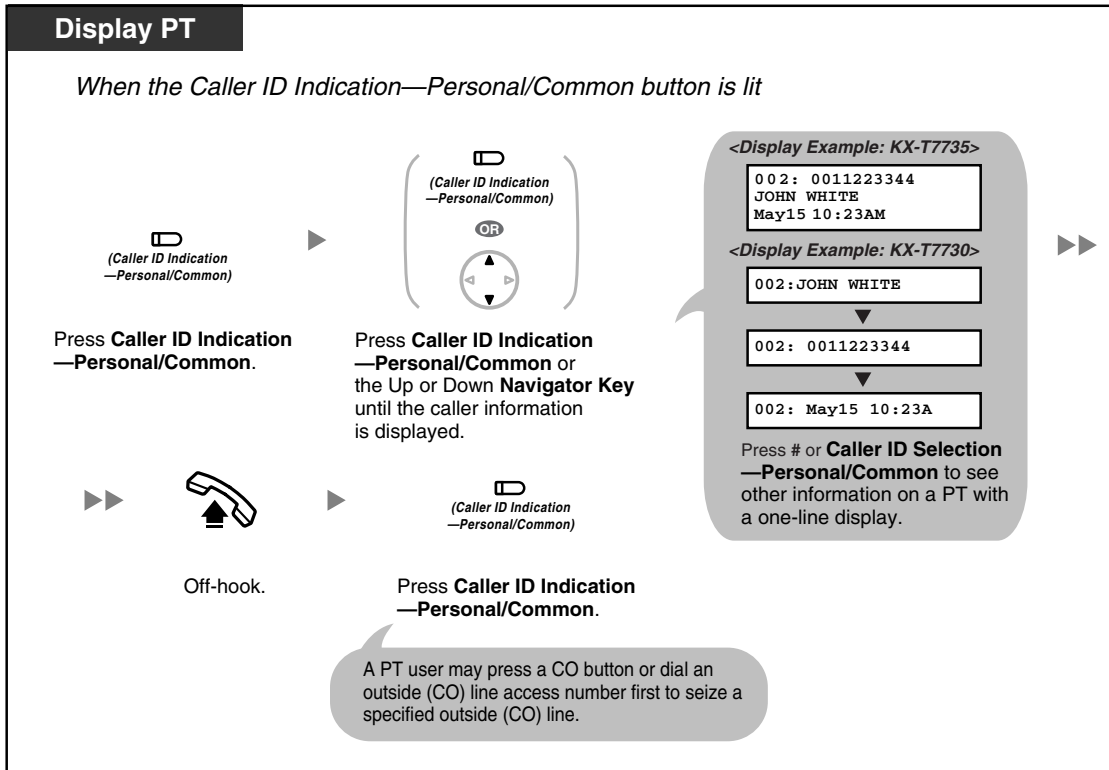 Display PT
When the Caller ID Indication—Personal/Common button is lit
(Caller ID Indication
—Personal/Common)
Press Caller ID Indication
—Personal/Common.
(Caller ID Indication
—Personal/Common)
OR
Press Caller ID Indication
—Personal/Common or
the Up or Down Navigator Key
until the caller information
is displayed.
<Display Example: KX-T7735>
002: 0011223344
JOHN WHITE
May15 10:23AM
<Display Example: KX-T7730>
002:JOHN WHITE
002: 0011223344
002: May15 10:23A
Press # or Caller ID Selection
—Personal/Common to see
other information on a PT with
a one-line display.
Off-hook.
(Caller ID Indication
—Personal/Common)
Press Caller ID Indication
—Personal/Common.
A PT user may press a CO button or dial an
outside (CO) line access number first to seize a
specified outside (CO) line.